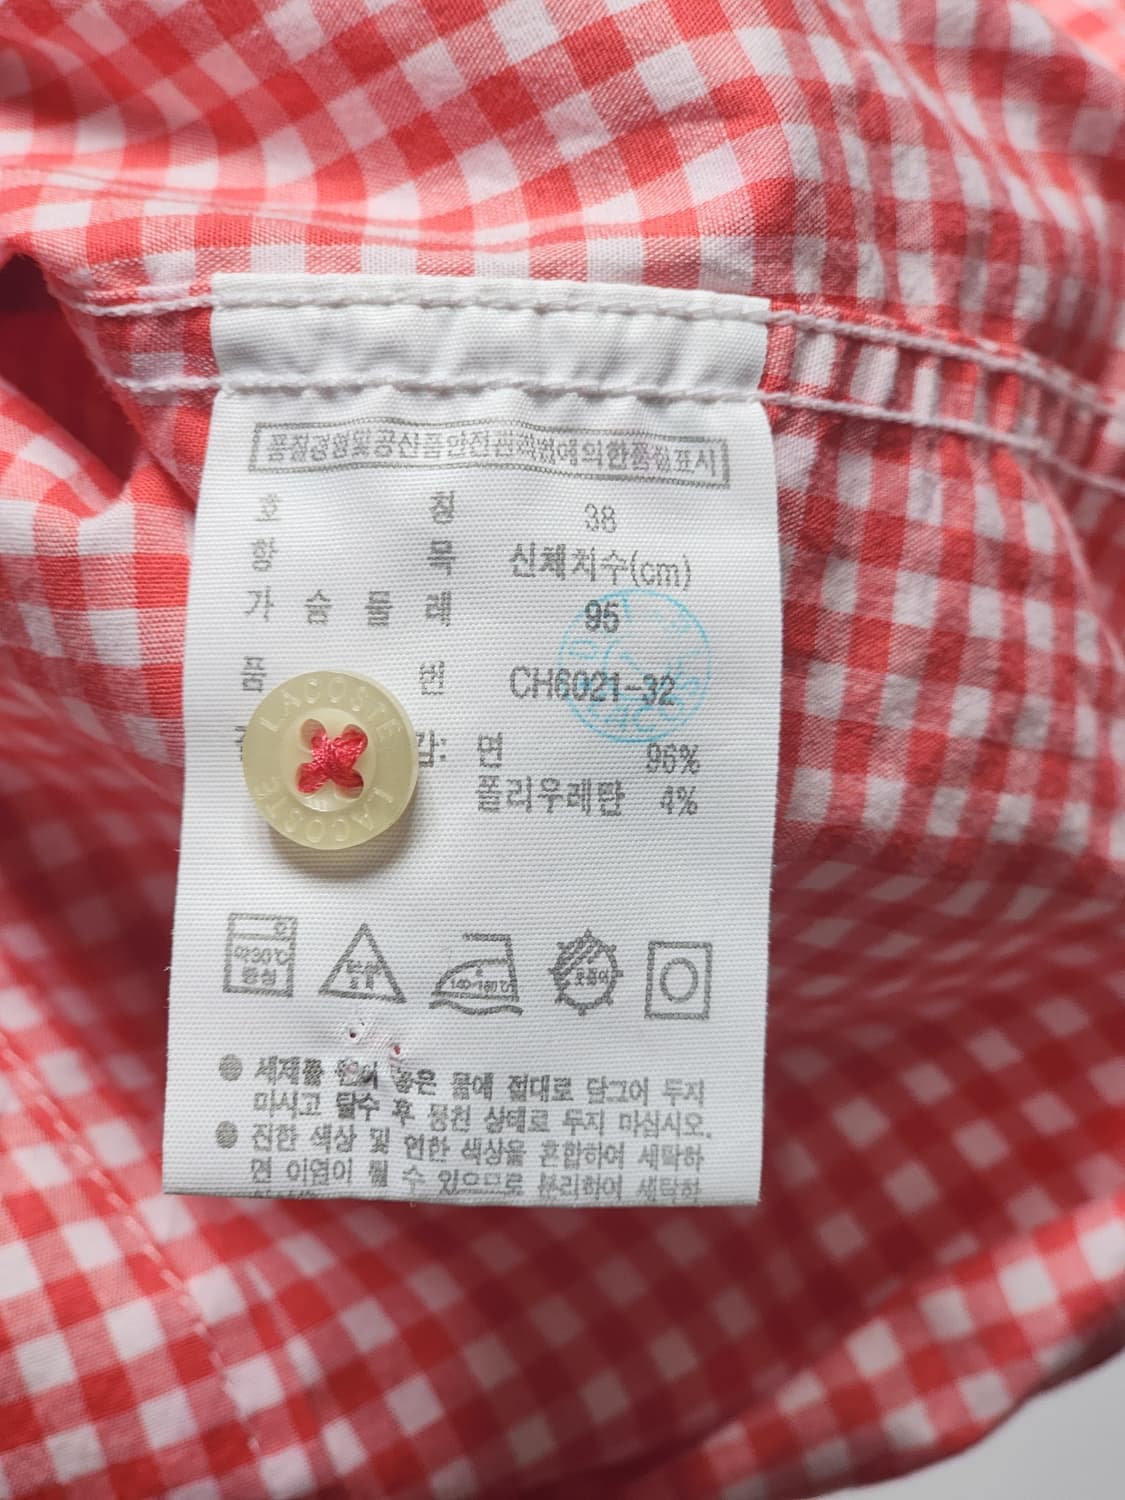 품질경영및공산품안전관리법에의한품질표시
호 칭 38
항 목 신체치수(cm)
가 슴 둘 레 95
품 번 CH6021-32
감: 면 96%
폴리우레탄 4%
LACOSTE LACOSTE
약30℃
중성
140~160℃
옷걸이
● 세제를 풀어 놓은 물에 절대로 담그어 두지
마시고 탈수 후 뭉친 상태로 두지 마십시오.
● 진한 색상 및 연한 색상을 혼합하여 세탁하
면 이염이 될 수 있으므로 분리하여 세탁하